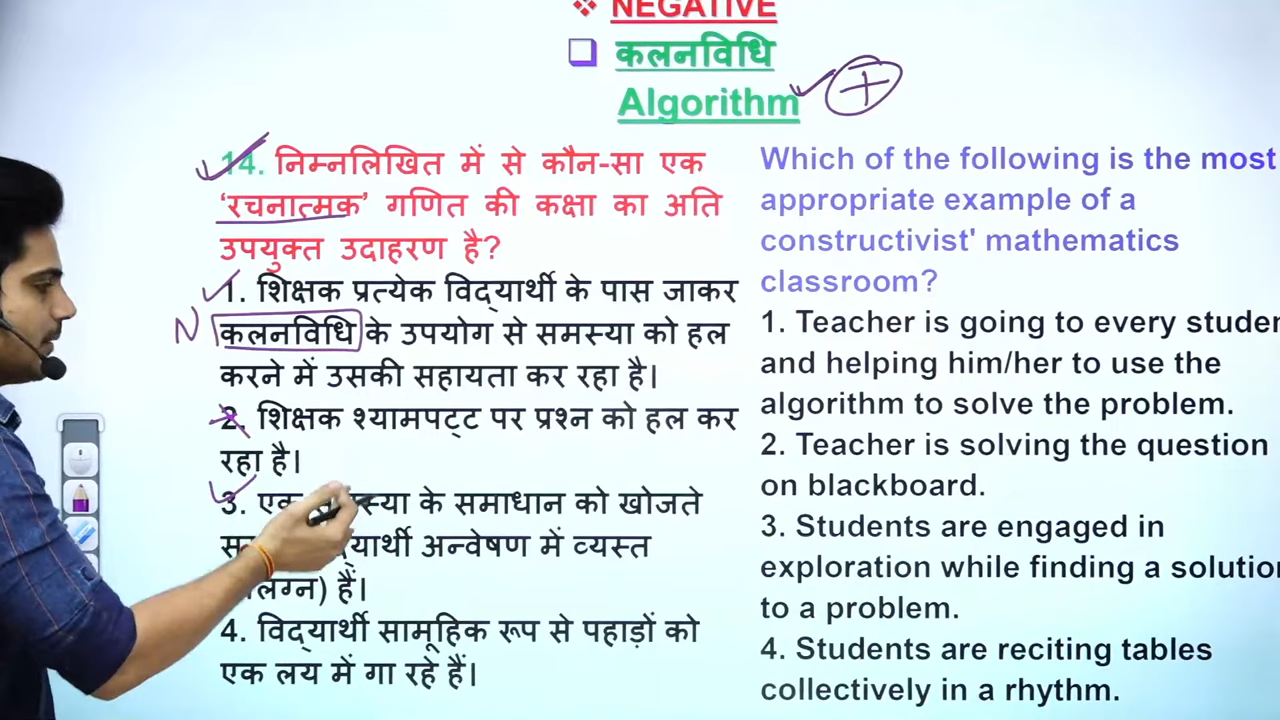 ❖ NEGATIVE
❑ कलनविधि
Algorithm
14. निम्नलिखित में से कौन-सा एक
‘रचनात्मक’ गणित की कक्षा का अति
उपयुक्त उदाहरण है?
1. शिक्षक प्रत्येक विद्यार्थी के पास जाकर
N कलनविधि के उपयोग से समस्या को हल
करने में उसकी सहायता कर रहा है।
2. शिक्षक श्यामपट्ट पर प्रश्न को हल कर
रहा है।
3. एक के समाधान को खोजते
अन्वेषण में व्यस्त
हैं।
4. विद्यार्थी सामूहिक रूप से पहाड़ों को
एक लय में गा रहे हैं।
Which of the following is the most
appropriate example of a
constructivist' mathematics
classroom?
1. Teacher is going to every studen
and helping him/her to use the
algorithm to solve the problem.
2. Teacher is solving the question
on blackboard.
3. Students are engaged in
exploration while finding a solutio
to a problem.
4. Students are reciting tables
collectively in a rhythm.